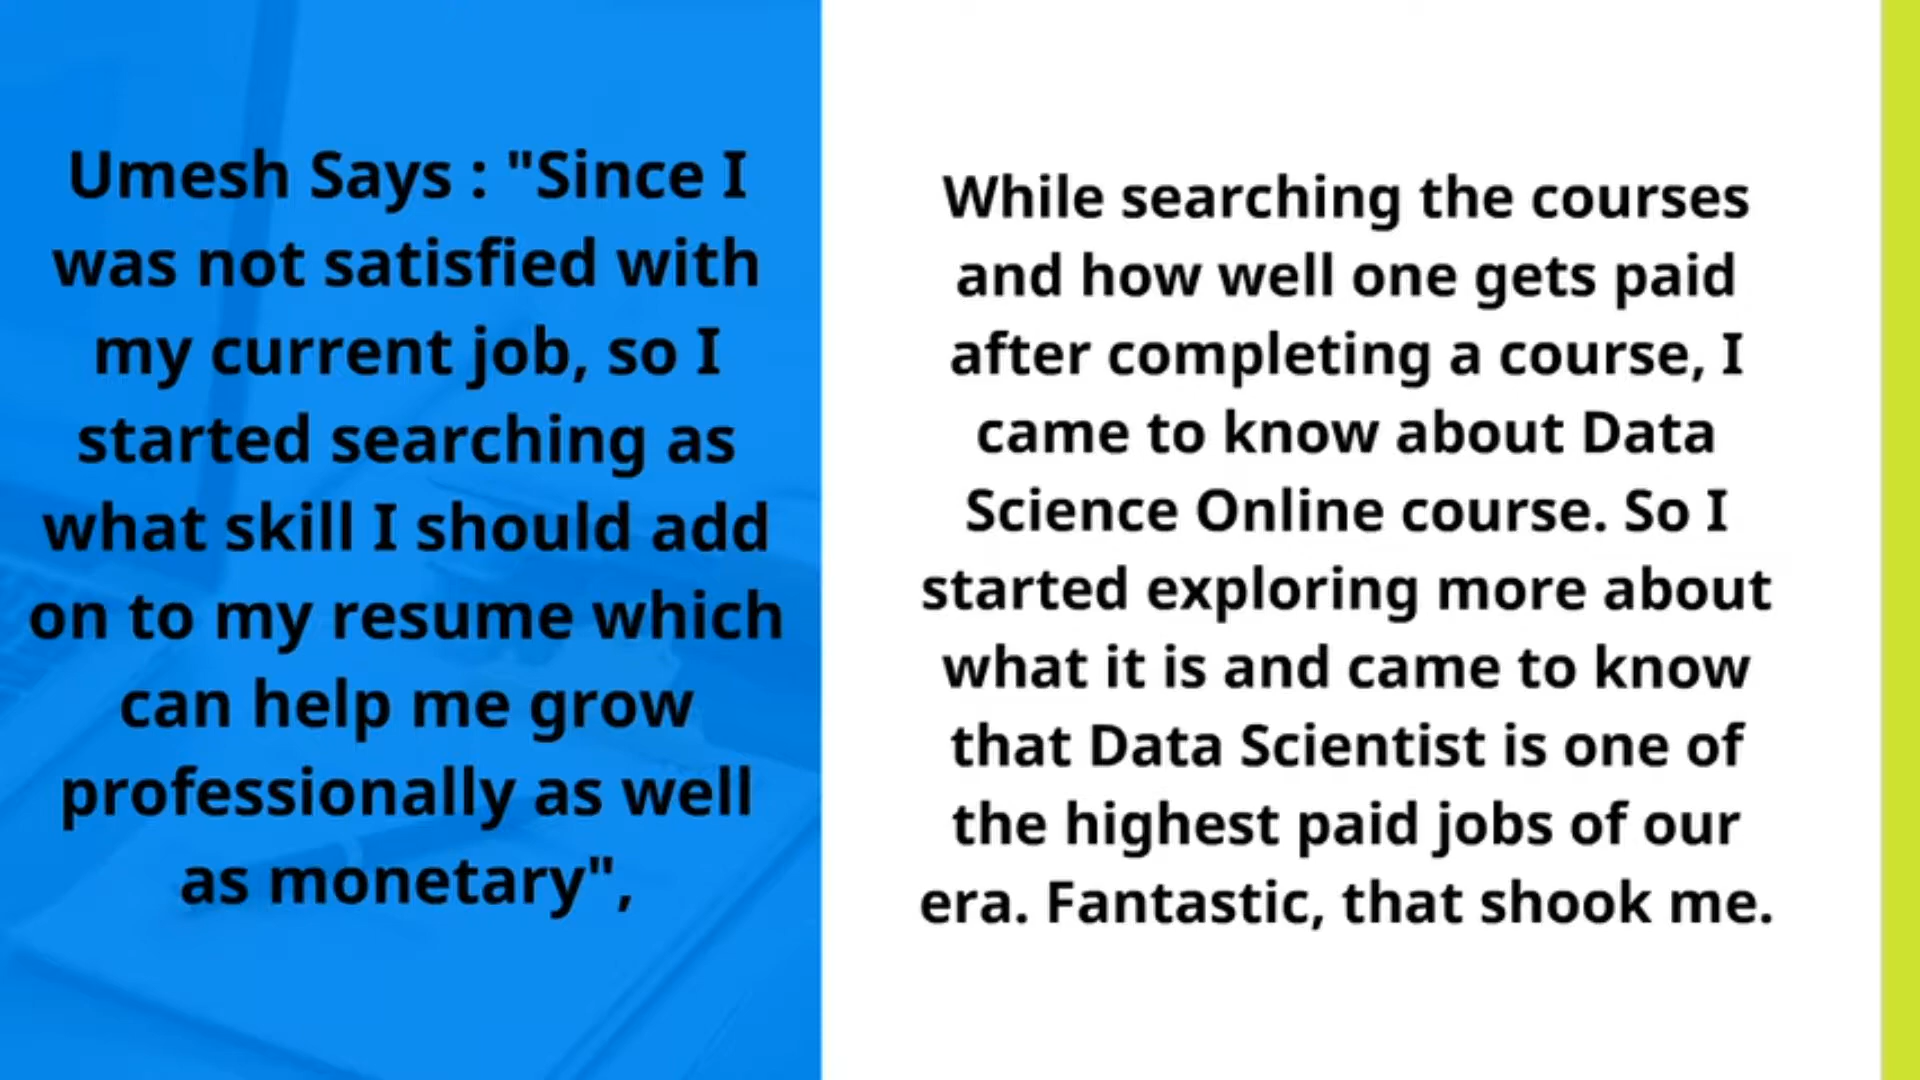 Umesh Says : "Since I
was not satisfied with
my current job, so I
started searching as
what skill I should add
on to my resume which
can help me grow
professionally as well
as monetary",
While searching the courses
and how well one gets paid
after completing a course, I
came to know about Data
Science Online course. So I
started exploring more about
what it is and came to know
that Data Scientist is one of
the highest paid jobs of our
era. Fantastic, that shook me.